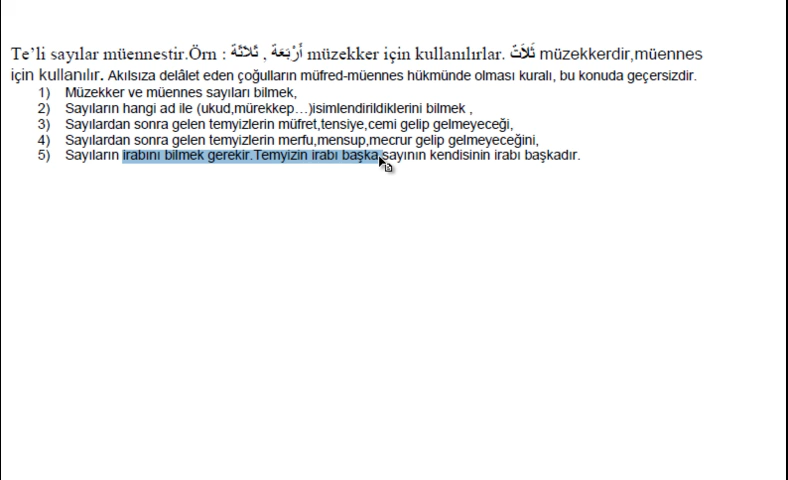 Te’li sayılar müennestir.Örn : أَرْبَعَة , ثلاثة müzekker için kullanılırlar. ثَلَاثٌ müzekkerdir,müennes
için kullanılır. Akılsıza delâlet eden çoğulların müfred-müennes hükmünde olması kuralı, bu konuda geçersizdir.
1) Müzekker ve müennes sayıları bilmek,
2) Sayıların hangi ad ile (ukud,mürekkep…)isimlendirildiklerini bilmek ,
3) Sayılardan sonra gelen temyizlerin müfret,tensiye,cemi gelip gelmeyeceği,
4) Sayılardan sonra gelen temyizlerin merfu,mensup,mecrur gelip gelmeyeceğini,
5) Sayıların irabını bilmek gerekir.Temyizin irabı başka,sayının kendisinin irabı başkadır.